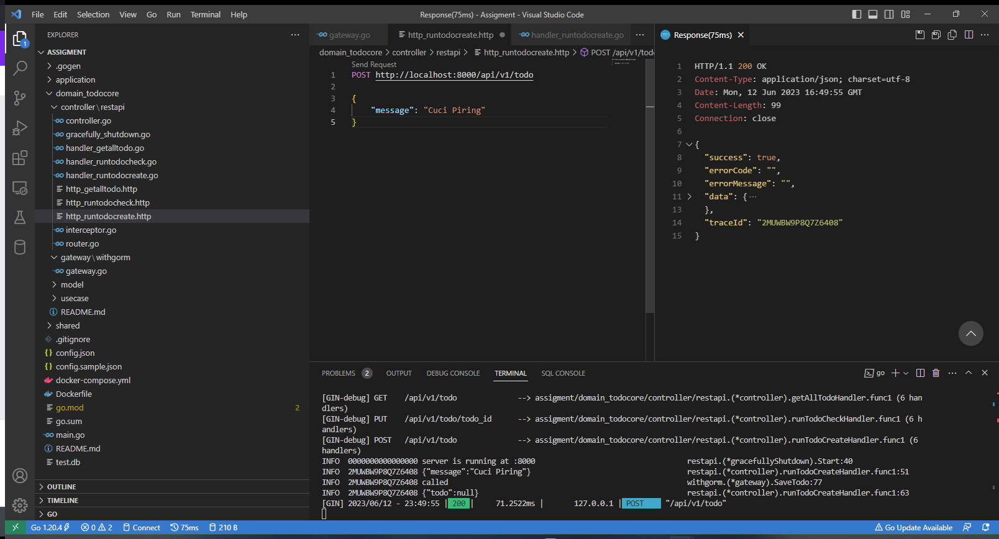 File Edit Selection View Go Run Terminal Help
Response(75ms) - Assigment - Visual Studio Code
EXPLORER
ASSIGMENT
.gogen
application
domain_todocore
controller\restapi
controller.go
gracefully_shutdown.go
handler_getalltodo.go
handler_runtodocheck.go
handler_runtodocreate.go
http_getalltodo.http
http_runtodocheck.http
http_runtodocreate.http
interceptor.go
router.go
gateway\withgorm
gateway.go
model
usecase
README.md
shared
.gitignore
config.json
config.sample.json
docker-compose.yml
Dockerfile
go.mod 2
go.sum
main.go
README.md
test.db
OUTLINE
TIMELINE
GO
1
gateway.go http_runtodocreate.http handler_runtodocreate.go
domain_todocore > controller > restapi > http_runtodocreate.http > POST /api/v1/todo
Send Request
1 POST http://localhost:8000/api/v1/todo
2
3 {
4 "message": "Cuci Piring"
5 }
Response(75ms)
1 HTTP/1.1 200 OK
2 Content-Type: application/json; charset=utf-8
3 Date: Mon, 12 Jun 2023 16:49:55 GMT
4 Content-Length: 99
5 Connection: close
6
7 {
8 "success": true,
9 "errorCode": "",
10 "errorMessage": "",
11 "data": {···
13 },
14 "traceId": "2MUWBW9P8Q7Z6408"
15 }
PROBLEMS 2 OUTPUT DEBUG CONSOLE TERMINAL SQL CONSOLE
go
[GIN-debug] GET /api/v1/todo --> assigment/domain_todocore/controller/restapi.(*controller).getAllTodoHandler.func1 (6 han
dlers)
[GIN-debug] PUT /api/v1/todo/todo_id --> assigment/domain_todocore/controller/restapi.(*controller).runTodoCheckHandler.func1 (6 h
andlers)
[GIN-debug] POST /api/v1/todo --> assigment/domain_todocore/controller/restapi.(*controller).runTodoCreateHandler.func1 (6
handlers)
INFO 0000000000000000 server is running at :8000 restapi.(*gracefullyShutdown).Start:40
INFO 2MUWBW9P8Q7Z6408 {"message":"Cuci Piring"} restapi.(*controller).runTodoCreateHandler.func1:51
INFO 2MUWBW9P8Q7Z6408 called withgorm.(*gateway).SaveTodo:77
INFO 2MUWBW9P8Q7Z6408 {"todo":null} restapi.(*controller).runTodoCreateHandler.func1:63
[GIN] 2023/06/12 - 23:49:55 | 200 | 71.2522ms | 127.0.0.1 | POST "/api/v1/todo"
Go 1.20.4 0 2 Connect 75ms 210 B
Go Update Available